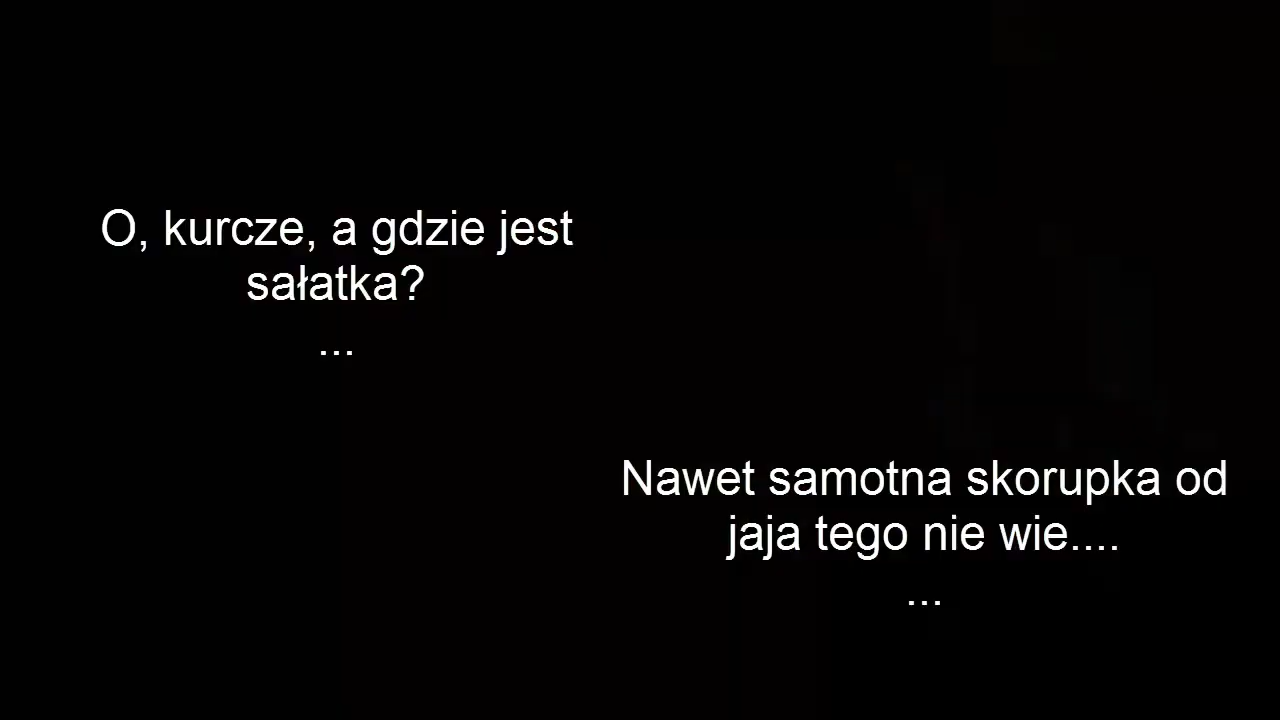 O, kurcze, a gdzie jest
sałatka?
...
Nawet samotna skorupka od
jaja tego nie wie....
...